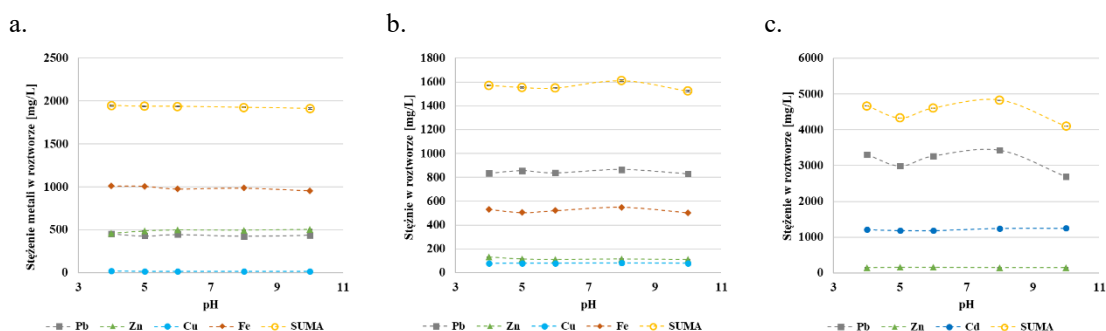 a.
b.
c.
Stężenie metali w roztworze [mg/L]
2500
2000
1500
1000
500
0
3 5 7 9 11
pH
Pb Zn Cu Fe SUMA
Stężnie w roztworze [mg/L]
1800
1600
1400
1200
1000
800
600
400
200
0
3 5 7 9 11
pH
Pb Zn Cu Fe SUMA
Stężenie w roztworze [mg/L]
6000
5000
4000
3000
2000
1000
0
3 5 7 9 11
pH
Pb Zn Cd SUMA